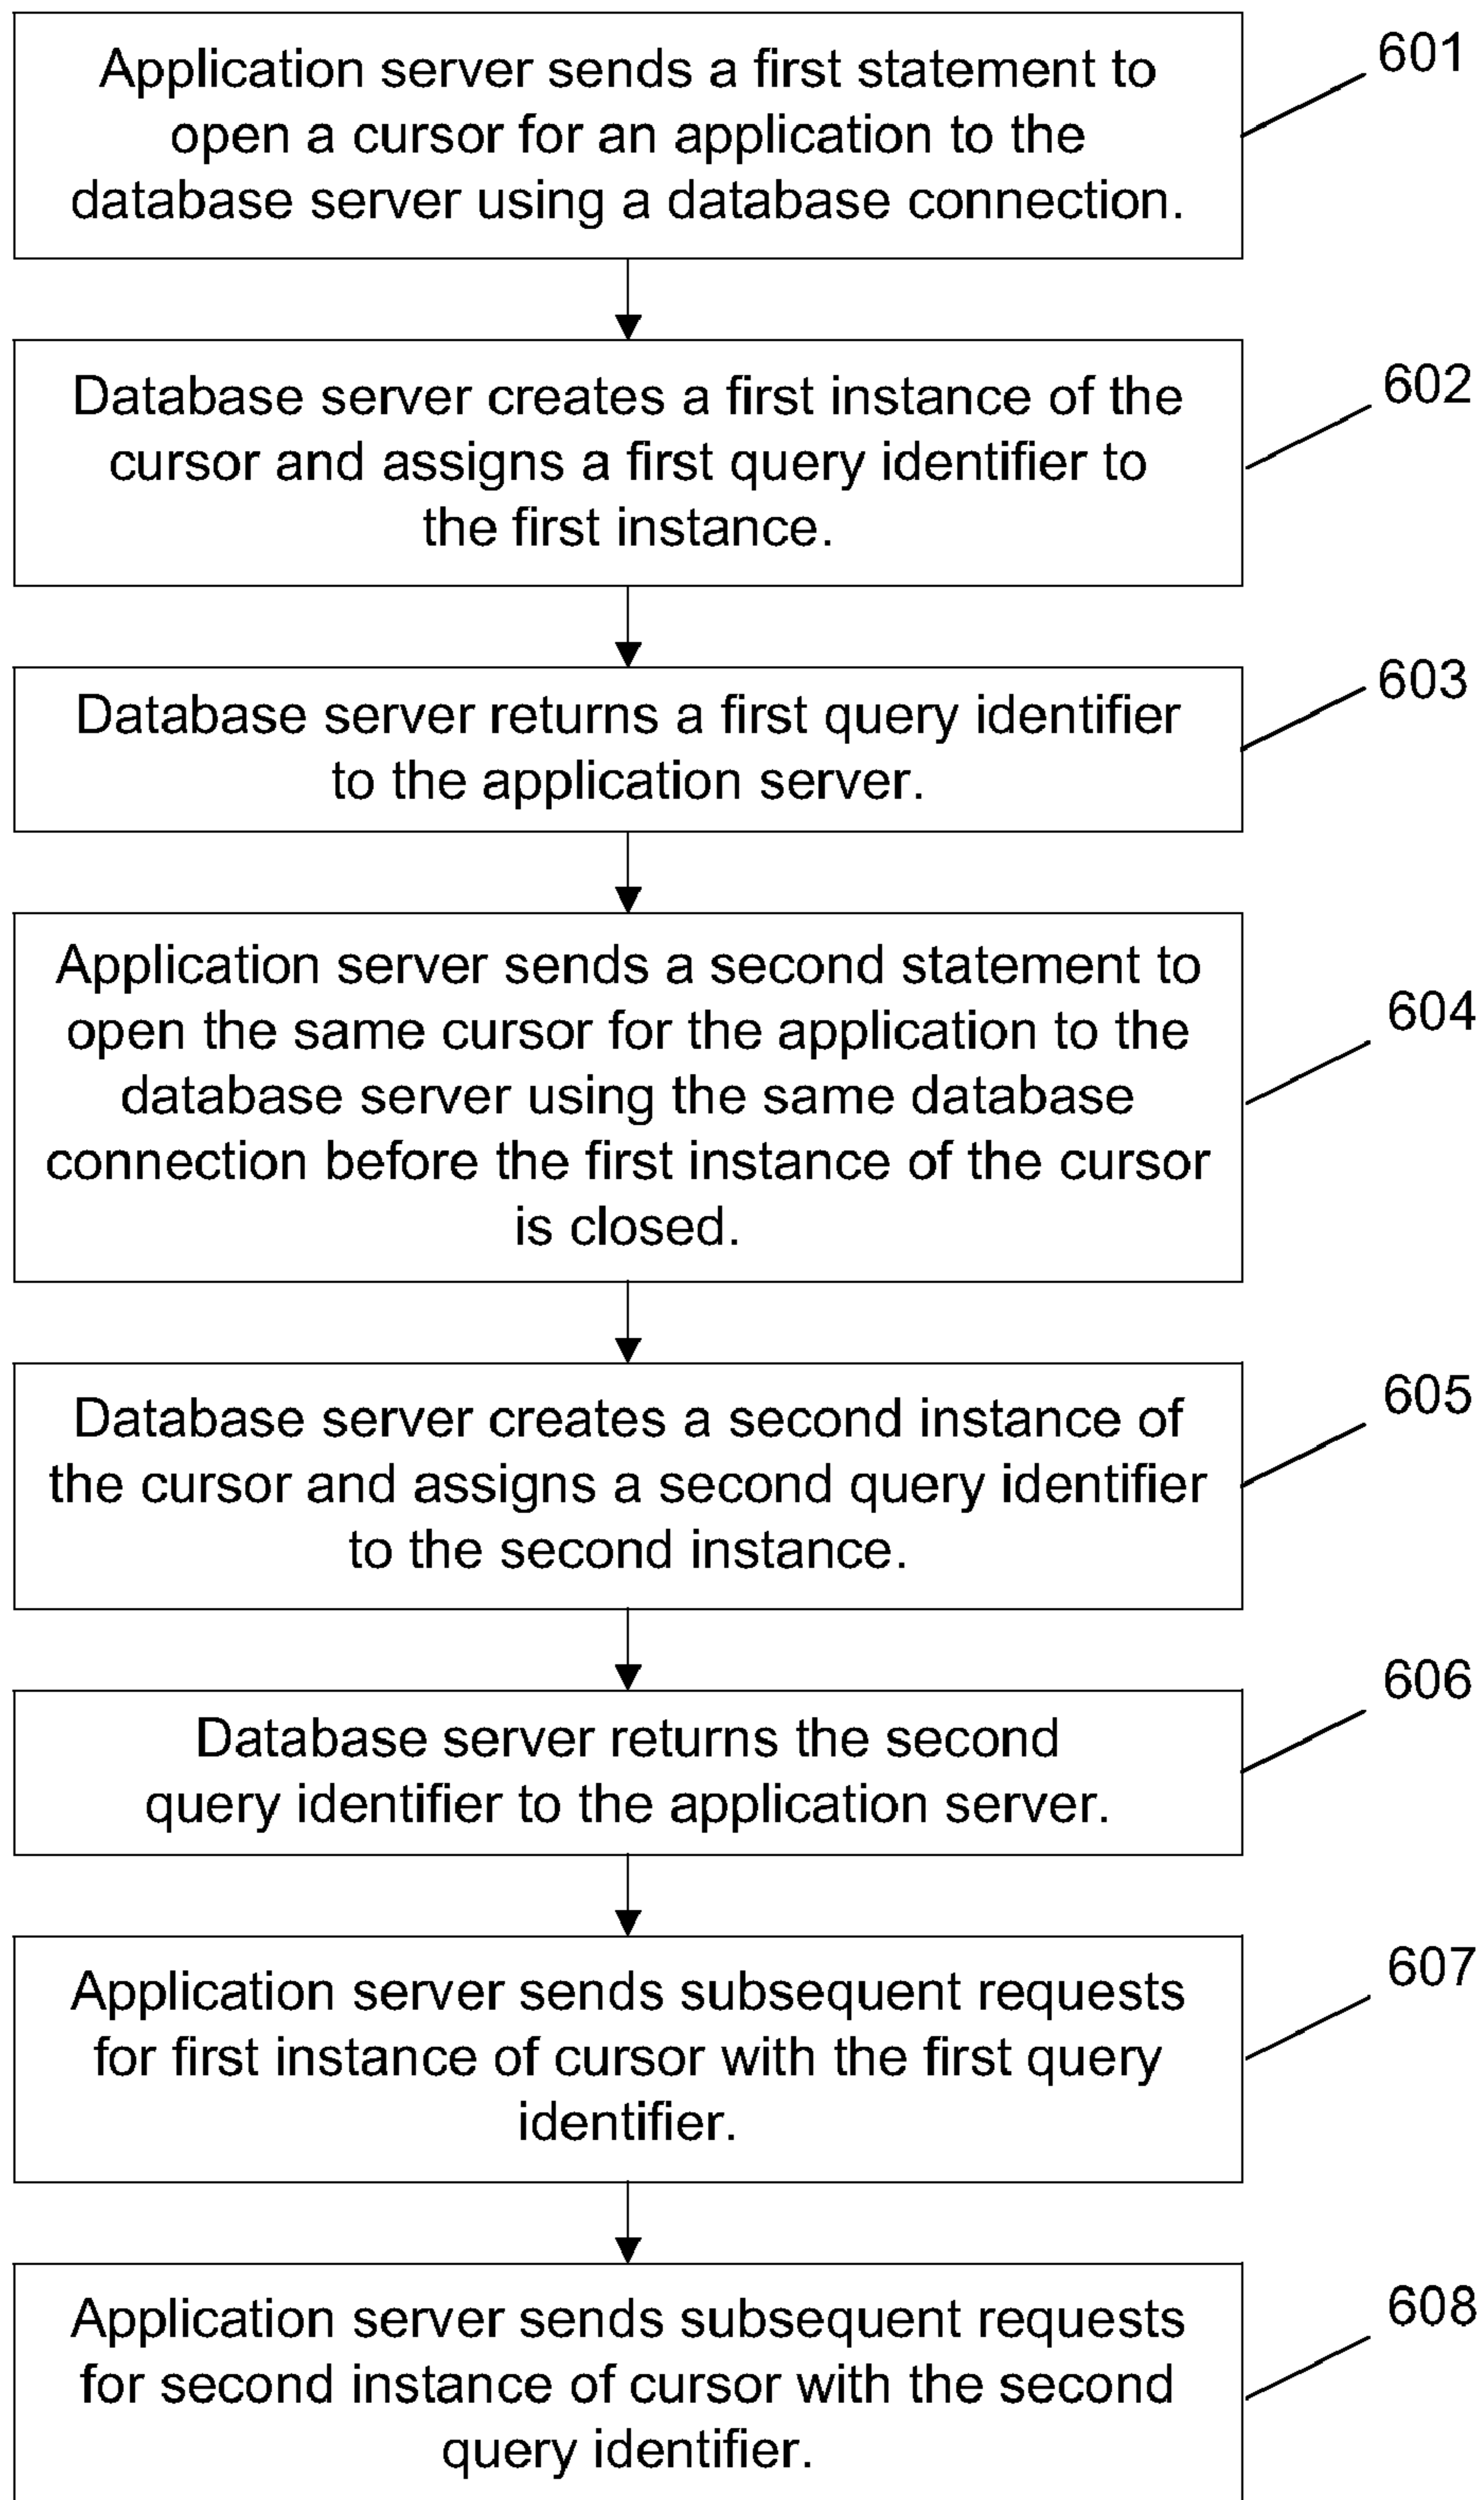 Application server sends a first statement to
open a cursor for an application to the
database server using a database connection.
601
Database server creates a first instance of the
cursor and assigns a first query identifier to
the first instance.
602
Database server returns a first query identifier
to the application server.
603
Application server sends a second statement to
open the same cursor for the application to the
database server using the same database
connection before the first instance of the cursor
is closed.
604
Database server creates a second instance of
the cursor and assigns a second query identifier
to the second instance.
605
Database server returns the second
query identifier to the application server.
606
Application server sends subsequent requests
for first instance of cursor with the first query
identifier.
607
Application server sends subsequent requests
for second instance of cursor with the second
query identifier.
608